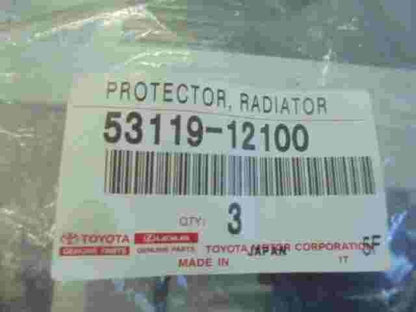 PROTECTOR, RADIATOR
53119-12100
QTY: 3
TOYOTA LEXUS TOYOTA MOTOR CORPORATION 5F
GENUINE PARTS GENUINE PARTS
MADE IN JAPAN 1T